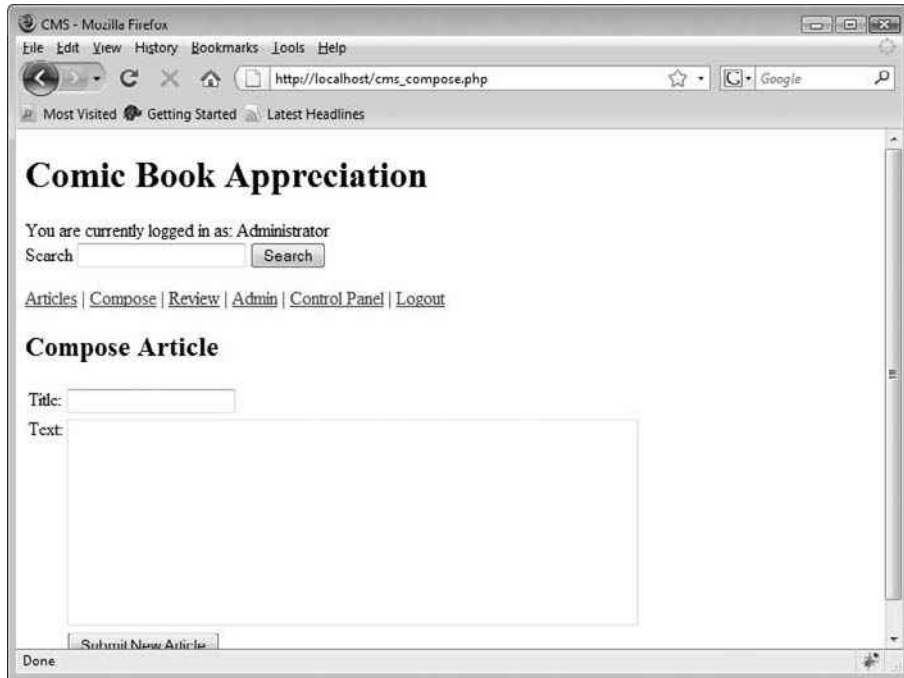 CMS - Mozilla Firefox
File Edit View History Bookmarks Tools Help
http://localhost/cms_compose.php
Google
Most Visited Getting Started Latest Headlines
Comic Book Appreciation
You are currently logged in as: Administrator
Search Search
Articles | Compose | Review | Admin | Control Panel | Logout
Compose Article
Title:
Text:
Submit New Article
Done